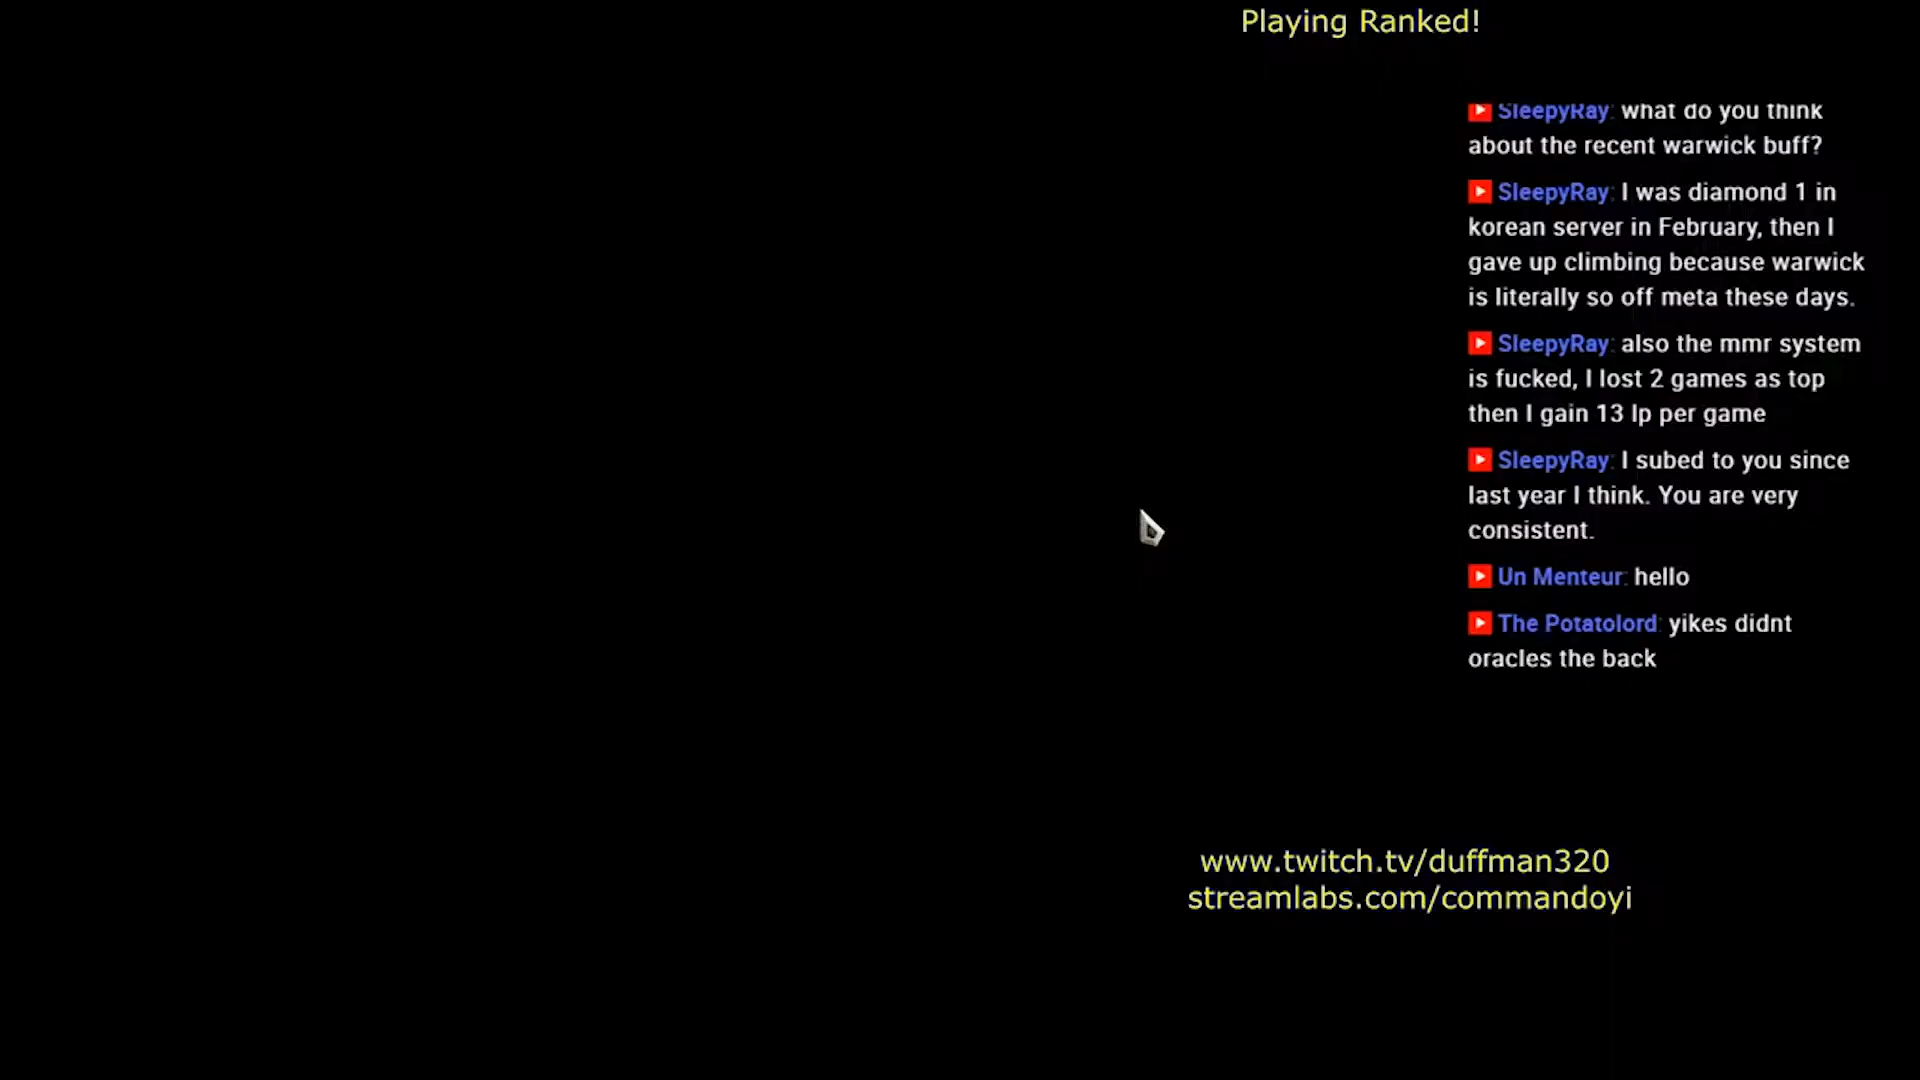 Playing Ranked!
SleepyRay: what do you think
about the recent warwick buff?
SleepyRay: I was diamond 1 in
korean server in February, then I
gave up climbing because warwick
is literally so off meta these days.
SleepyRay: also the mmr system
is fucked, I lost 2 games as top
then I gain 13 lp per game
SleepyRay: I subed to you since
last year I think. You are very
consistent.
Un Menteur: hello
The Potatolord: yikes didnt
oracles the back
www.twitch.tv/duffman320
streamlabs.com/commandoyi